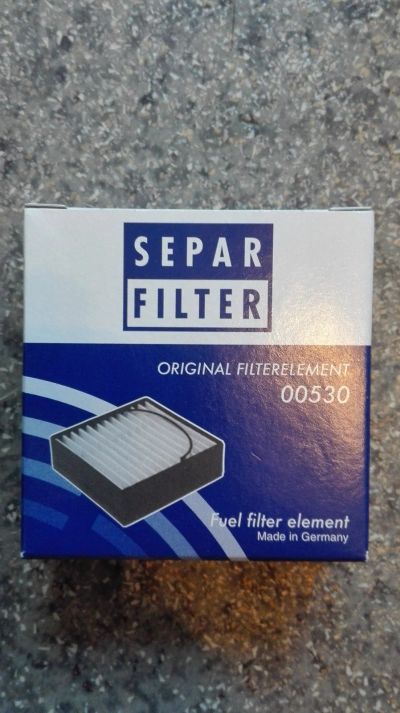 SEPAR
FILTER
ORIGINAL FILTERELEMENT
00530
Fuel filter element
Made in Germany